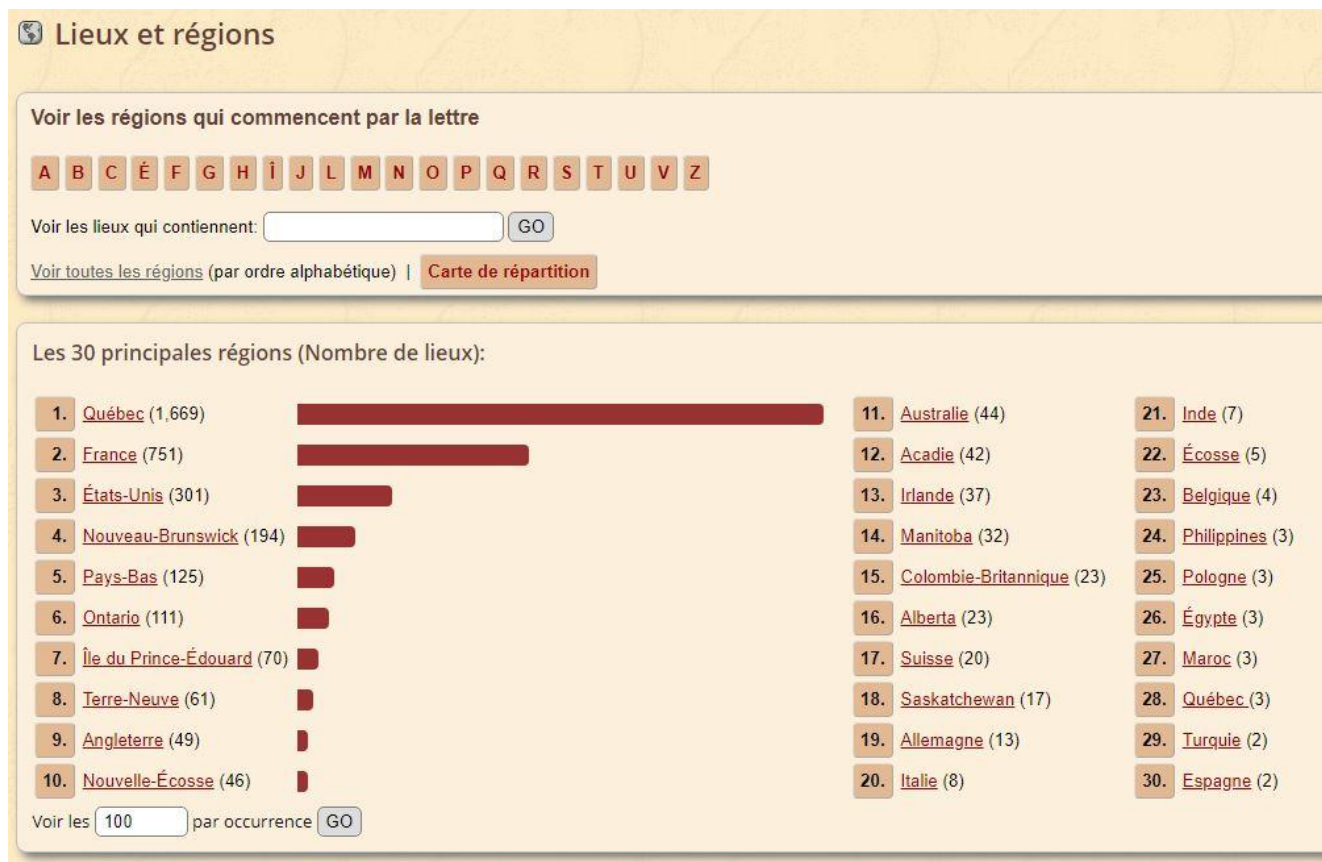 Lieux et régions
Voir les régions qui commencent par la lettre
A B C É F G H Î J L M N O P Q R S T U V Z
Voir les lieux qui contiennent: GO
Voir toutes les régions (par ordre alphabétique) | Carte de répartition
Les 30 principales régions (Nombre de lieux):
1. Québec (1,669)
2. France (751)
3. États-Unis (301)
4. Nouveau-Brunswick (194)
5. Pays-Bas (125)
6. Ontario (111)
7. Île du Prince-Édouard (70)
8. Terre-Neuve (61)
9. Angleterre (49)
10. Nouvelle-Écosse (46)
11. Australie (44)
12. Acadie (42)
13. Irlande (37)
14. Manitoba (32)
15. Colombie-Britannique (23)
16. Alberta (23)
17. Suisse (20)
18. Saskatchewan (17)
19. Allemagne (13)
20. Italie (8)
21. Inde (7)
22. Écosse (5)
23. Belgique (4)
24. Philippines (3)
25. Pologne (3)
26. Égypte (3)
27. Maroc (3)
28. Québec (3)
29. Turquie (2)
30. Espagne (2)
Voir les 100 par occurrence GO